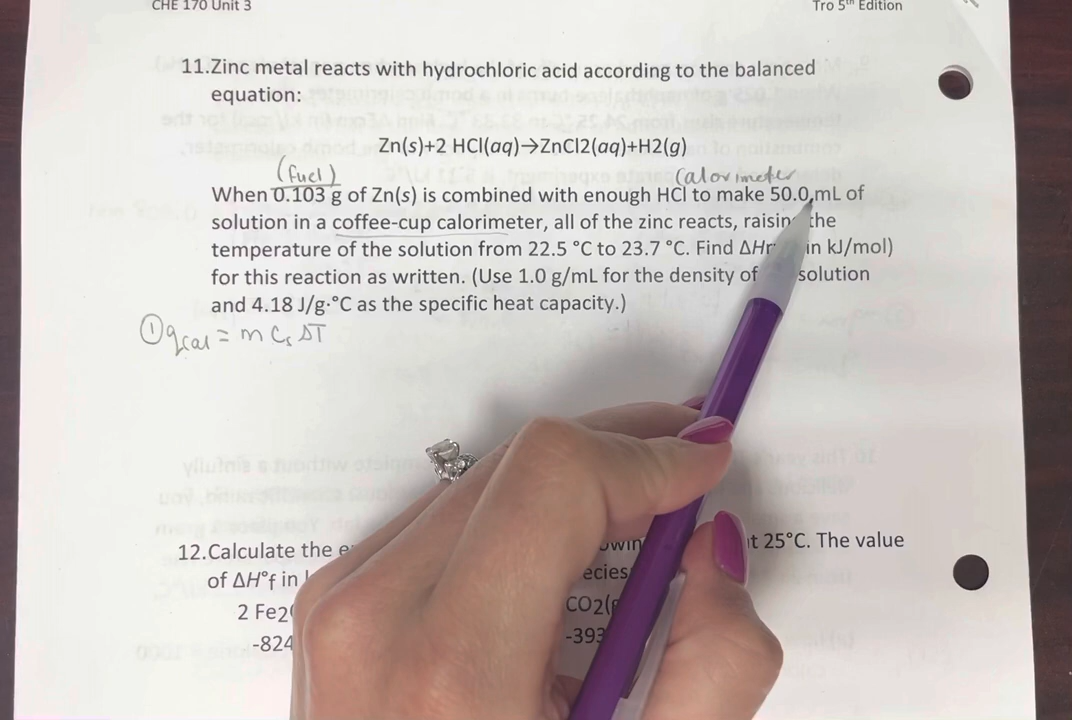 CHE 170 Unit 3
Tro 5th Edition
11.Zinc metal reacts with hydrochloric acid according to the balanced
equation:
Zn(s)+2 HCl(aq)→ZnCl2(aq)+H2(g)
(fuel)
Calorimeter
When 0.103 g of Zn(s) is combined with enough HCl to make 50.0 mL of
solution in a coffee-cup calorimeter, all of the zinc reacts, raising the
temperature of the solution from 22.5 °C to 23.7 °C. Find in kJ/mol)
for this reaction as written. (Use 1.0 g/mL for the density of solution
and 4.18 J/g·°C as the specific heat capacity.)
① qcal = m Cs ΔT
12.Calculate the at 25°C. The value
of ΔH°f in
2 Fe2
-824 -393